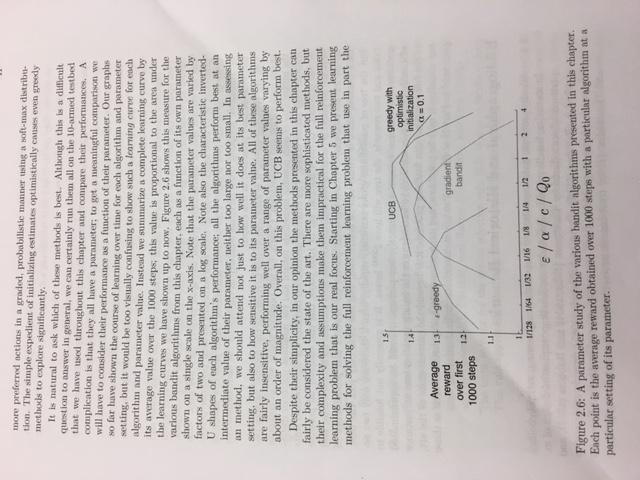 more preferred actions in a graded, probabilistic manner using a soft-max distribu-
tion. The simple expedient of initializing estimates optimistically causes even greedy
methods to explore significantly.
It is natural to ask which of these methods is best. Although this is a difficult
question to answer in general, we can certainly run them all on the 10-armed testbed
that we have used throughout this chapter and compare their performances. A
complication is that they all have a parameter; to get a meaningful comparison we
will have to consider their performance as a function of their parameter. Our graphs
so far have shown the course of learning over time for each algorithm and parameter
setting, but it would be too visually confusing to show such a learning curve for each
algorithm and parameter value. Instead we summarize a complete learning curve by
its average value over the 1000 steps; this value is proportional to the area under
the learning curves we have shown up to now. Figure 2.6 shows this measure for the
various bandit algorithms from this chapter, each as a function of its own parameter
shown on a single scale on the x-axis. Note that the parameter values are varied by
factors of two and presented on a log scale. Note also the characteristic inverted-
U shapes of each algorithm's performance; all the algorithms perform best at an
intermediate value of their parameter, neither too large nor too small. In assessing
an method, we should attend not just to how well it does at its best parameter
setting, but also to how sensitive it is to its parameter value. All of these algorithms
are fairly insensitive, performing well over a range of parameter values varying by
about an order of magnitude. Overall, on this problem, UCB seems to perform best.
Despite their simplicity, in our opinion the methods presented in this chapter can
fairly be considered the state of the art. There are more sophisticated methods, but
their complexity and assumptions make them impractical for the full reinforcement
learning problem that is our real focus. Starting in Chapter 5 we present learning
methods for solving the full reinforcement learning problem that use in part the
Average
reward
over first
1000 steps
1.5
1.4
1.3
1.2
1.1
1
ε-greedy
UCB
gradient
bandit
greedy with
optimistic
initialization
α = 0.1
1/128 1/64 1/32 1/16 1/8 1/4 1/2 1 2 4
ε / α / c / Q₀
Figure 2.6: A parameter study of the various bandit algorithms presented in this chapter.
Each point is the average reward obtained over 1000 steps with a particular algorithm at a
particular setting of its parameter.